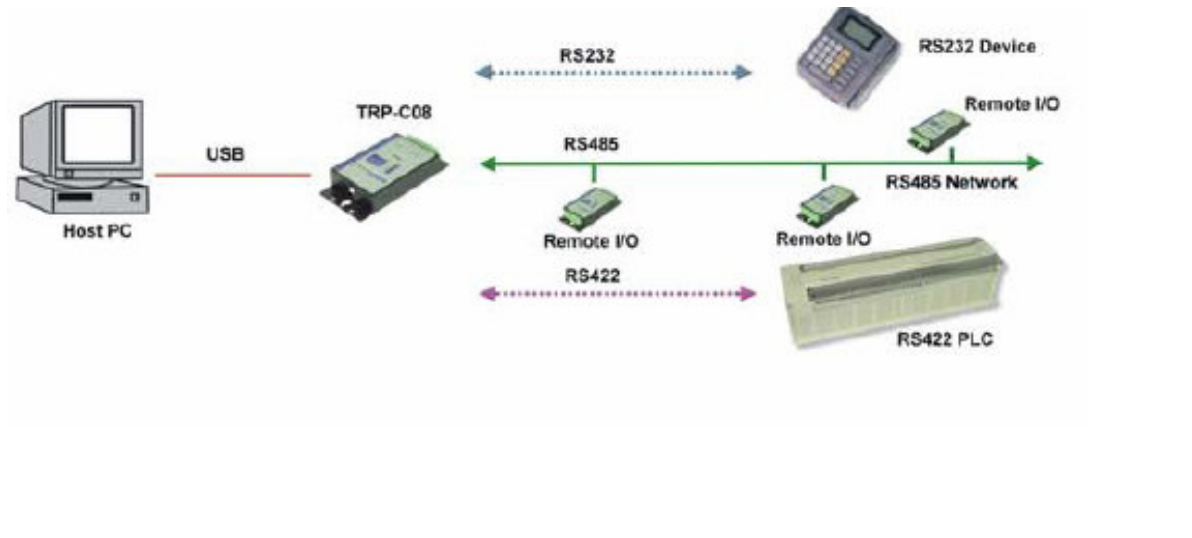 RS232
RS232 Device
TRP-C08
Remote I/O
USB
RS485
RS485 Network
Host PC
Remote I/O
Remote I/O
RS422
RS422 PLC